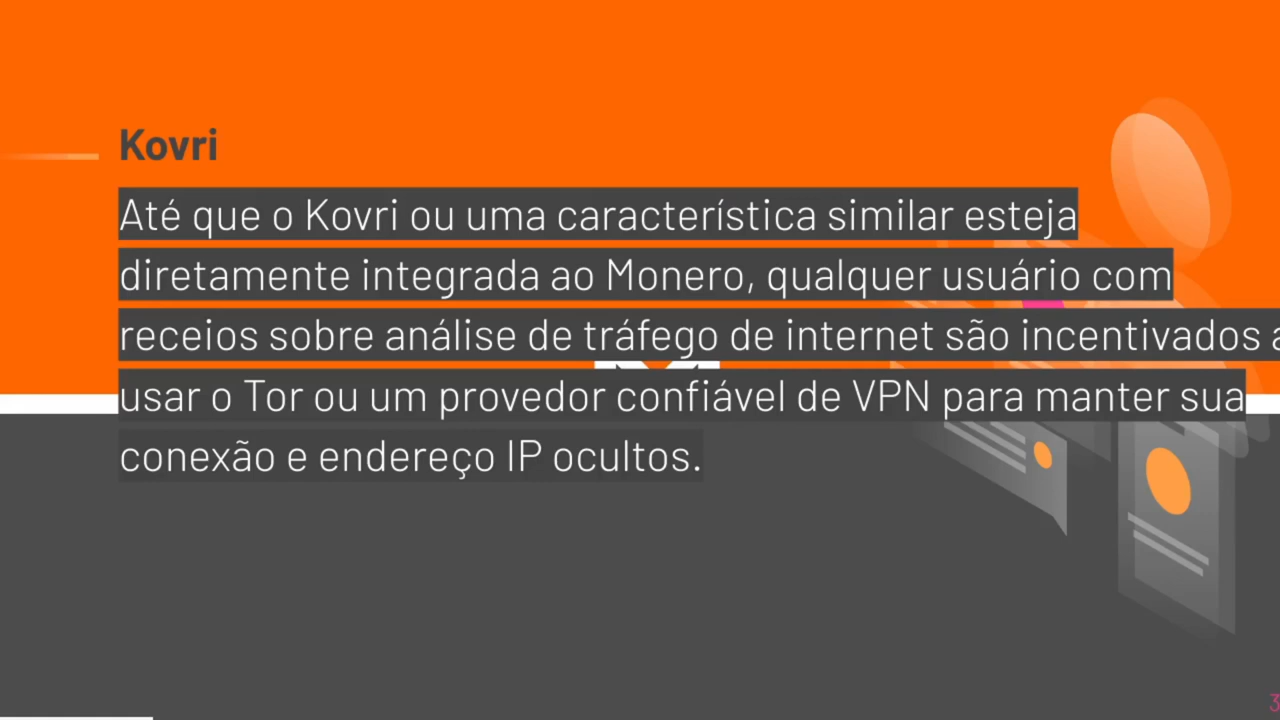 Kovri
Até que o Kovri ou uma característica similar esteja
diretamente integrada ao Monero, qualquer usuário com
receios sobre análise de tráfego de internet são incentivados a
usar o Tor ou um provedor confiável de VPN para manter sua
conexão e endereço IP ocultos.
3